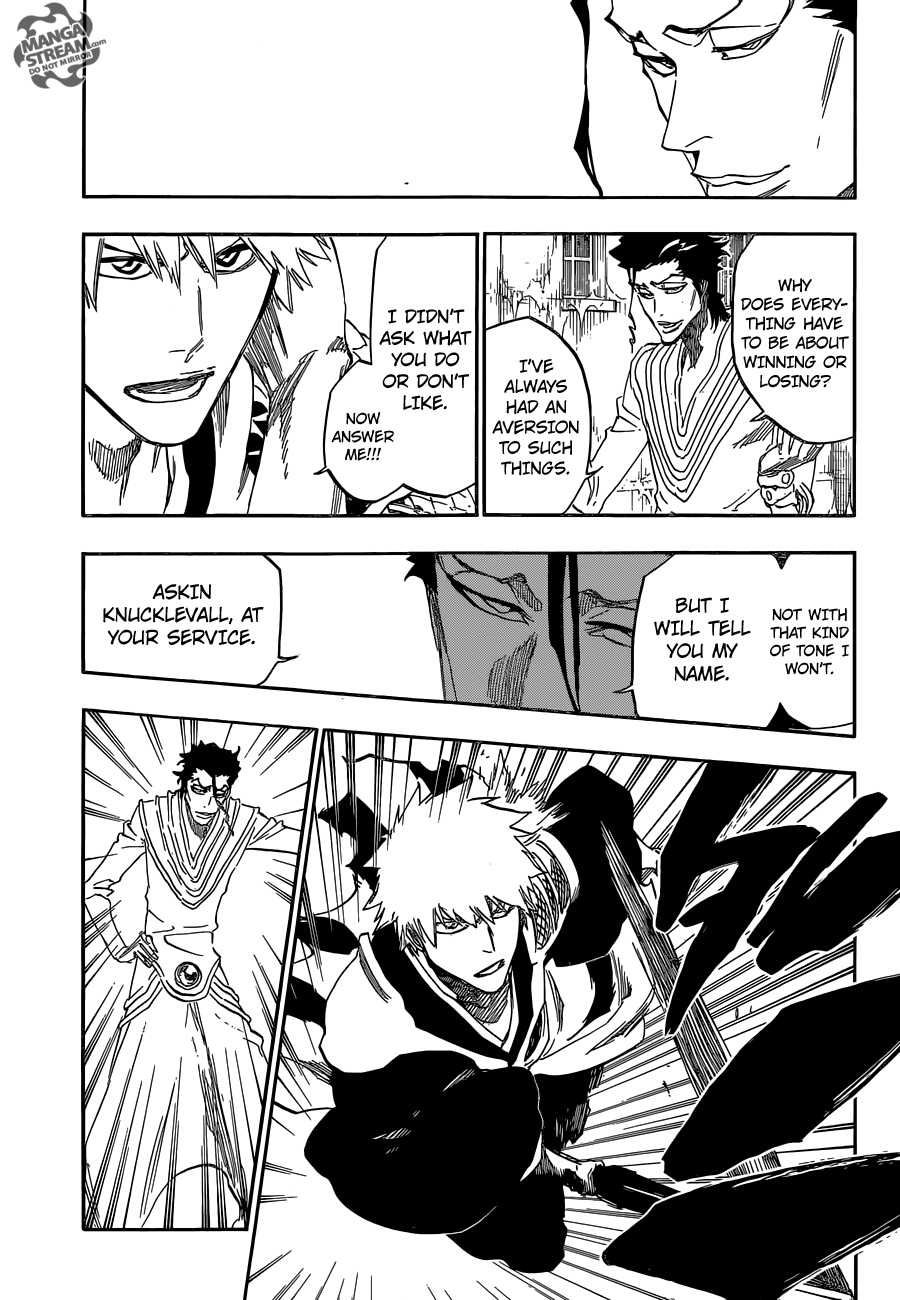 MANGA
STREAM.com
DO NOT MIRROR
WHY
DOES EVERY-
THING HAVE
TO BE ABOUT
WINNING OR
LOSING?
I'VE
ALWAYS
HAD AN
AVERSION
TO SUCH
THINGS.
I DIDN'T
ASK WHAT
YOU DO
OR DON'T
LIKE.
NOW
ANSWER
ME!!!
NOT WITH
THAT KIND
OF TONE I
WON'T.
BUT I
WILL TELL
YOU MY
NAME.
ASKIN
KNUCKLEVALL, AT
YOUR SERVICE.